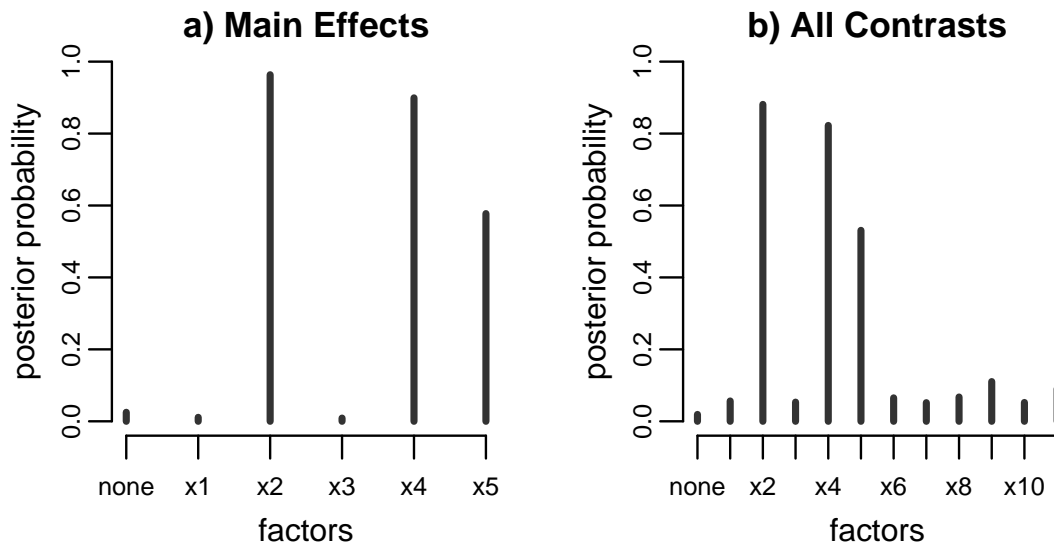 a) Main Effects
posterior probability
1.0
0.8
0.6
0.4
0.2
0.0
none x1 x2 x3 x4 x5
factors
b) All Contrasts
posterior probability
1.0
0.8
0.6
0.4
0.2
0.0
none x2 x4 x6 x8 x10
factors